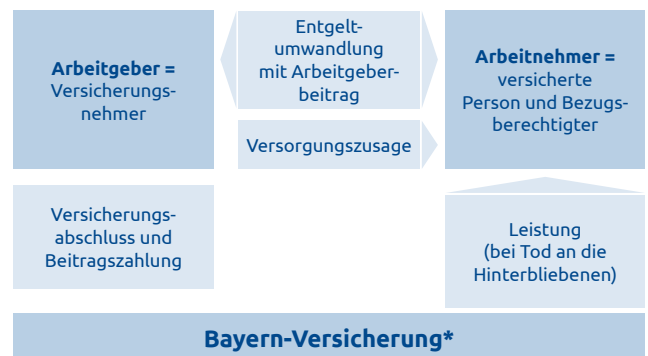 Arbeitgeber =
Versicherungs-
nehmer
Entgelt-
umwandlung
mit Arbeitgeber-
beitrag
Versorgungszusage
Arbeitnehmer =
versicherte
Person und Bezugs-
berechtigter
Versicherungs-
abschluss und
Beitragszahlung
Leistung
(bei Tod an die
Hinterbliebenen)
Bayern-Versicherung*